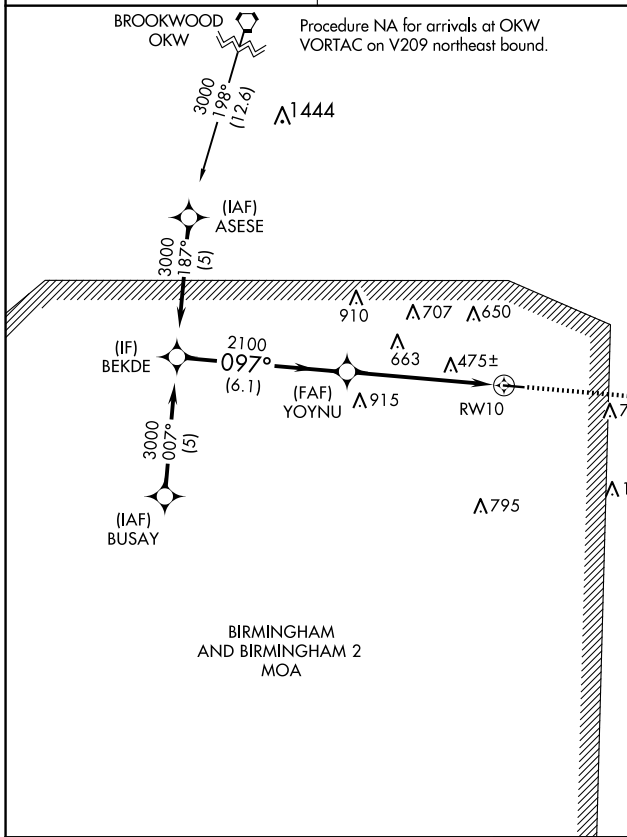 BROOKWOOD
OKW
Procedure NA for arrivals at OKW
VORTAC on V209 northeast bound.
3000
198°
(12.6)
1444
(IAF)
ASESE
3000
187°
(5)
910
707
650
663
475±
(IF)
BEKDE
2100
097°
(6.1)
(FAF)
YOYNU
915
RW10
7
3000
007°
(5)
(IAF)
BUSAY
795
1
BIRMINGHAM
AND BIRMINGHAM 2
MOA